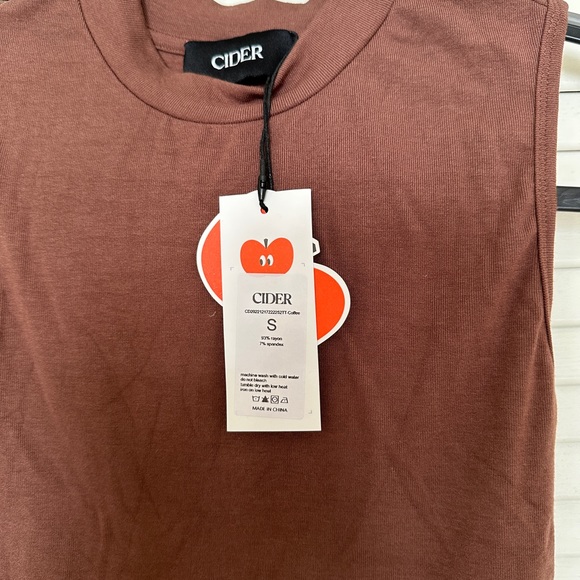 CIDER
CIDER
S
93% rayon
7% spandex
machine wash with cold water
do not bleach
tumble dry with low heat
iron on low heat
MADE IN CHINA